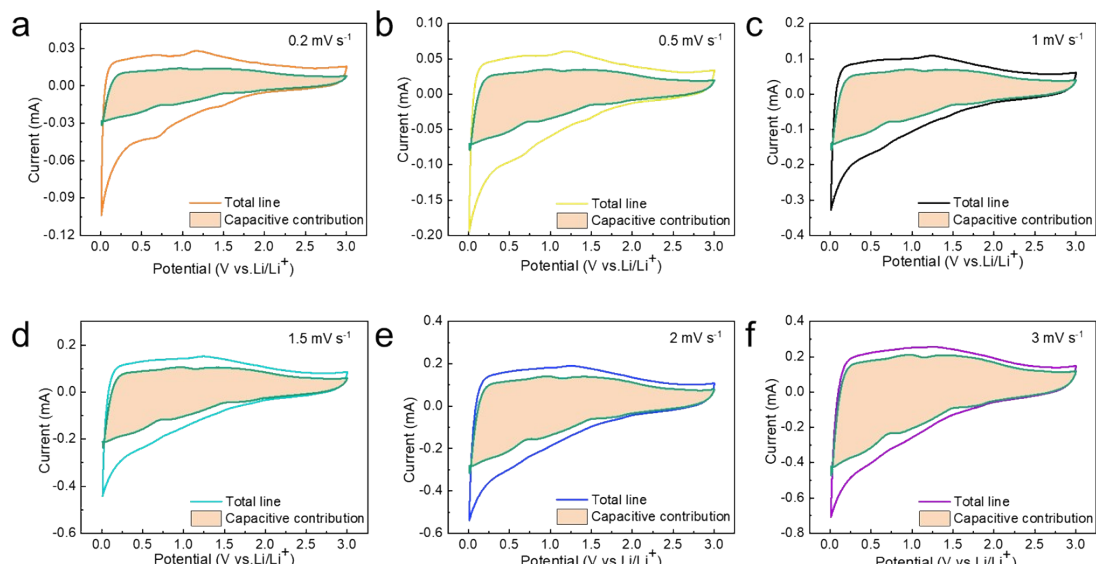 a
0.2 mV s⁻¹
0.03
0.00
-0.03
-0.06
-0.09
-0.12
Current (mA)
Total line
Capacitive contribution
0.0 0.5 1.0 1.5 2.0 2.5 3.0
Potential (V vs.Li/Li⁺)
b
0.5 mV s⁻¹
0.10
0.05
0.00
-0.05
-0.10
-0.15
-0.20
Current (mA)
Total line
Capacitive contribution
0.0 0.5 1.0 1.5 2.0 2.5 3.0
Potential (V vs.Li/Li⁺)
c
1 mV s⁻¹
0.2
0.1
0.0
-0.1
-0.2
-0.3
-0.4
Current (mA)
Total line
Capacitive contribution
0.0 0.5 1.0 1.5 2.0 2.5 3.0
Potential (V vs.Li/Li⁺)
d
1.5 mV s⁻¹
0.2
0.0
-0.2
-0.4
-0.6
Current (mA)
Total line
Capacitive contribution
0.0 0.5 1.0 1.5 2.0 2.5 3.0
Potential (V vs.Li/Li⁺)
e
2 mV s⁻¹
0.4
0.2
0.0
-0.2
-0.4
-0.6
Current (mA)
Total line
Capacitive contribution
0.0 0.5 1.0 1.5 2.0 2.5 3.0
Potential (V vs.Li/Li⁺)
f
3 mV s⁻¹
0.4
0.2
0.0
-0.2
-0.4
-0.6
-0.8
Current (mA)
Total line
Capacitive contribution
0.0 0.5 1.0 1.5 2.0 2.5 3.0
Potential (V vs.Li/Li⁺)